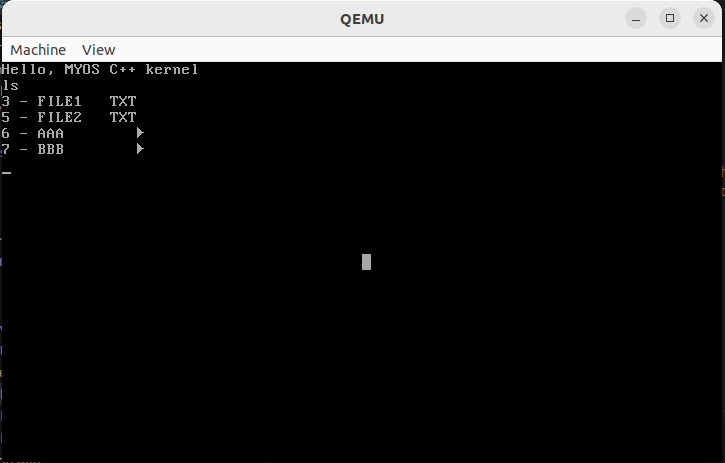 QEMU
Machine View
Hello, MYOS C++ kernel
ls
3 - FILE1 TXT
5 - FILE2 TXT
6 - AAA ►
7 - BBB ►
_